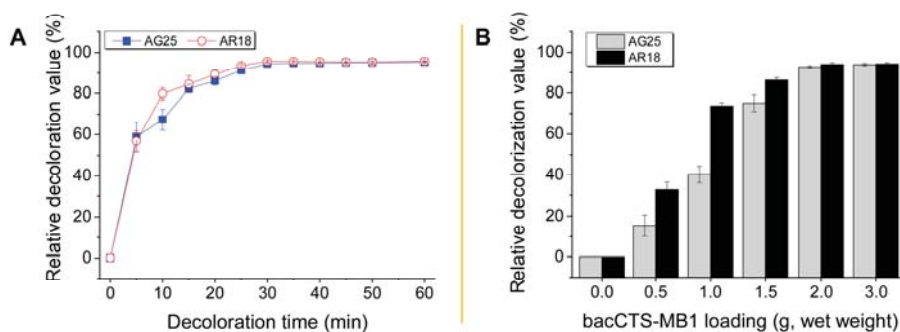 A
AG25 AR18
Relative decoloration value (%)
100
80
60
40
20
0
0 10 20 30 40 50 60
Decoloration time (min)
B
AG25
AR18
Relative decolorization value (%)
100
80
60
40
20
0
0.0 0.5 1.0 1.5 2.0 3.0
bacCTS-MB1 loading (g, wet weight)